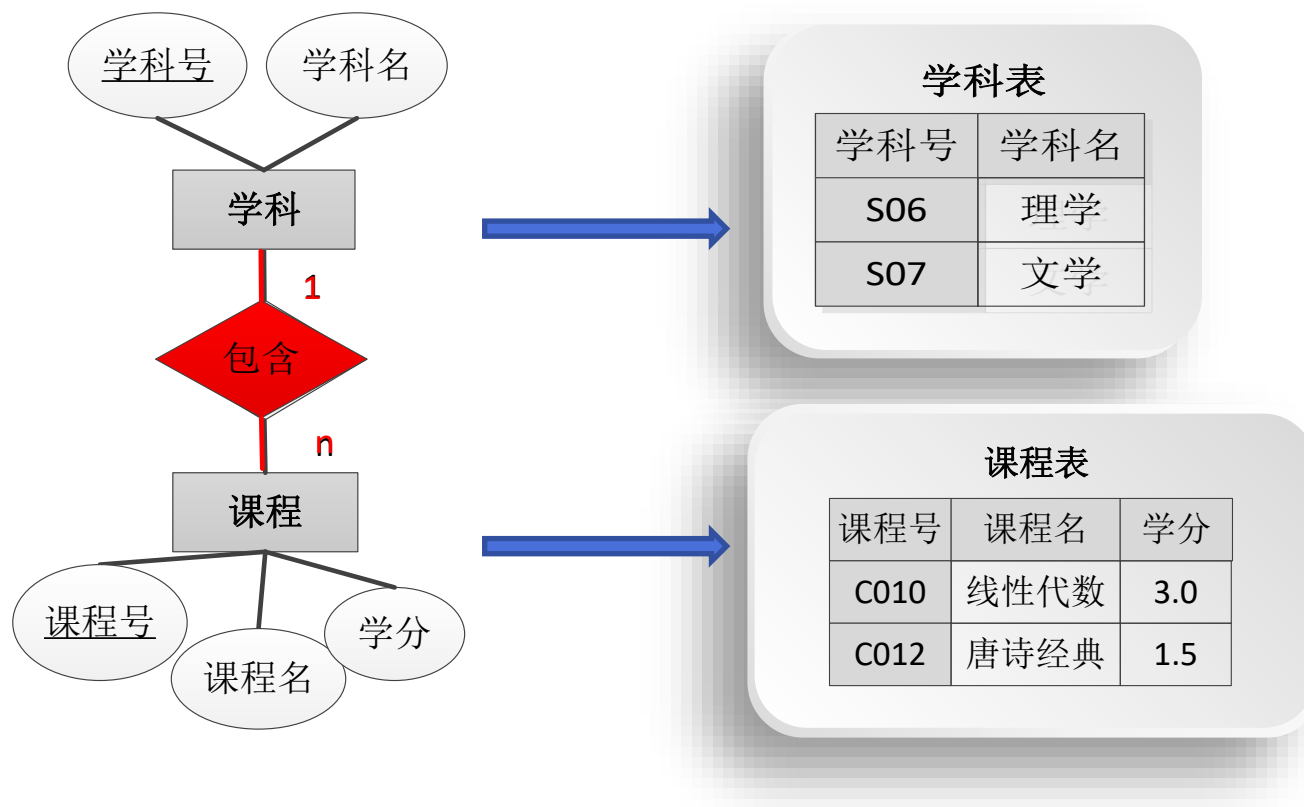 学科号
学科名
学科
1
包含
n
课程
课程号
课程名
学分
学科表
学科号 学科名
S06 理学
S07 文学
课程表
课程号 课程名 学分
C010 线性代数 3.0
C012 唐诗经典 1.5